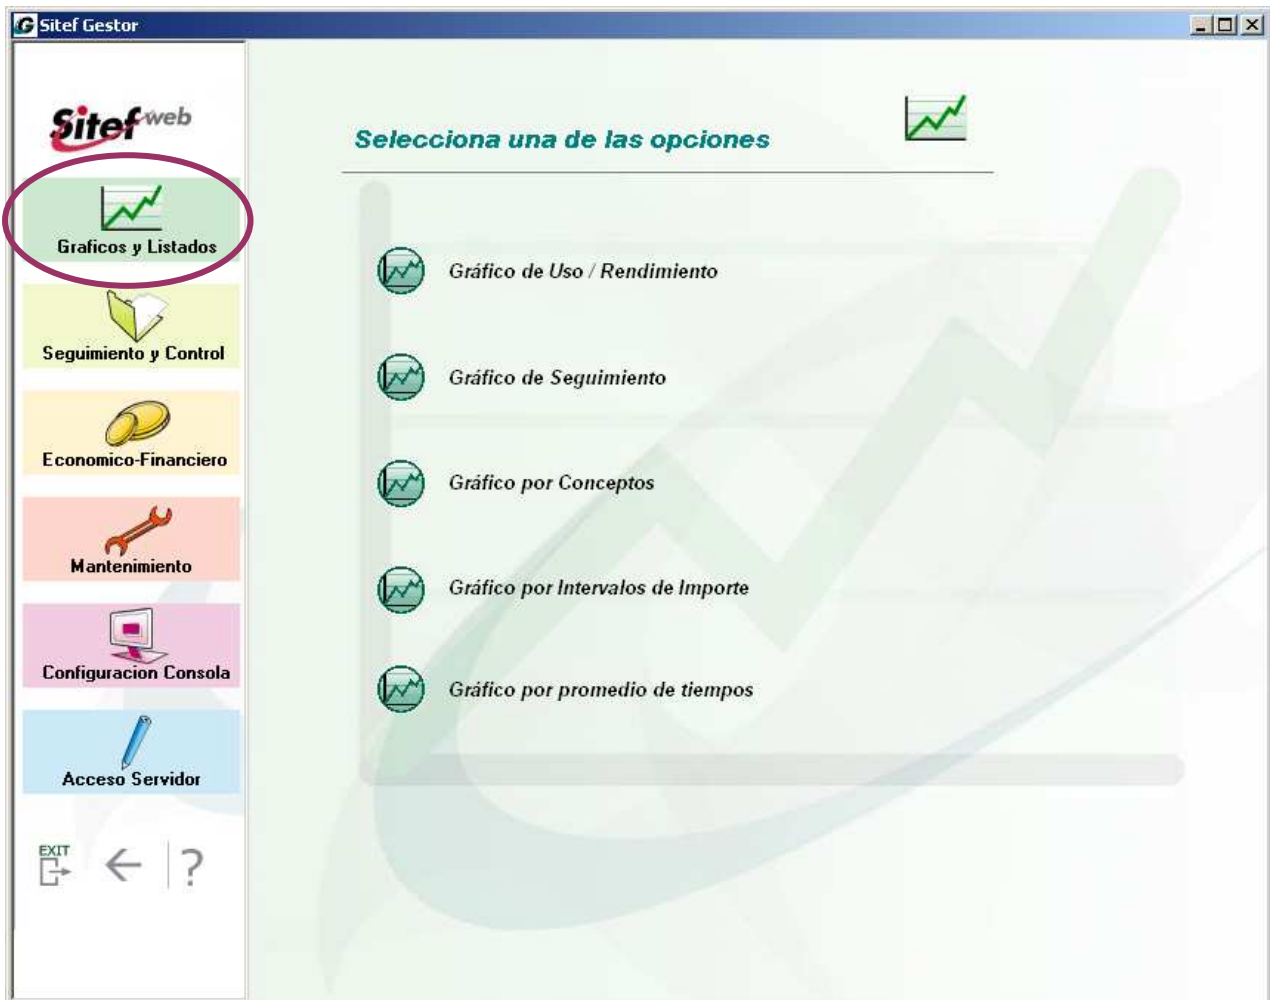 Sitef Gestor
Sitef web
Selecciona una de las opciones
Graficos y Listados
Seguimiento y Control
Economico-Financiero
Mantenimiento
Configuracion Consola
Acceso Servidor
EXIT
?
Gráfico de Uso / Rendimiento
Gráfico de Seguimiento
Gráfico por Conceptos
Gráfico por Intervalos de Importe
Gráfico por promedio de tiempos